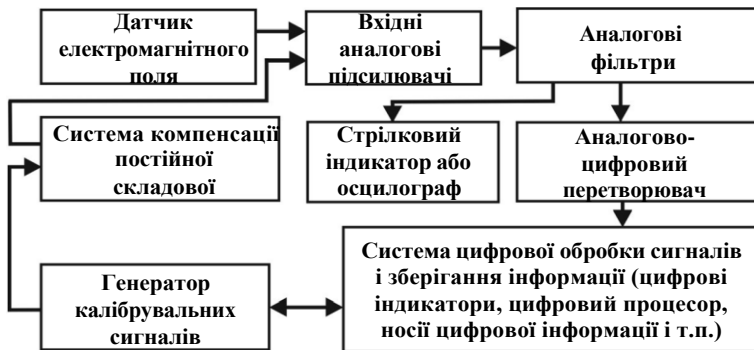 Датчик
електромагнітного
поля
Вхідні
аналогові
підсилювачі
Аналогові
фільтри
Система компенсації
постійної
складової
Стрілковий
індикатор або
осцилограф
Аналогово-
цифровий
перетворювач
Генератор
калібрувальних
сигналів
Система цифрової обробки сигналів
і зберігання інформації (цифрові
індикатори, цифровий процесор,
носії цифрової інформації і т.п.)